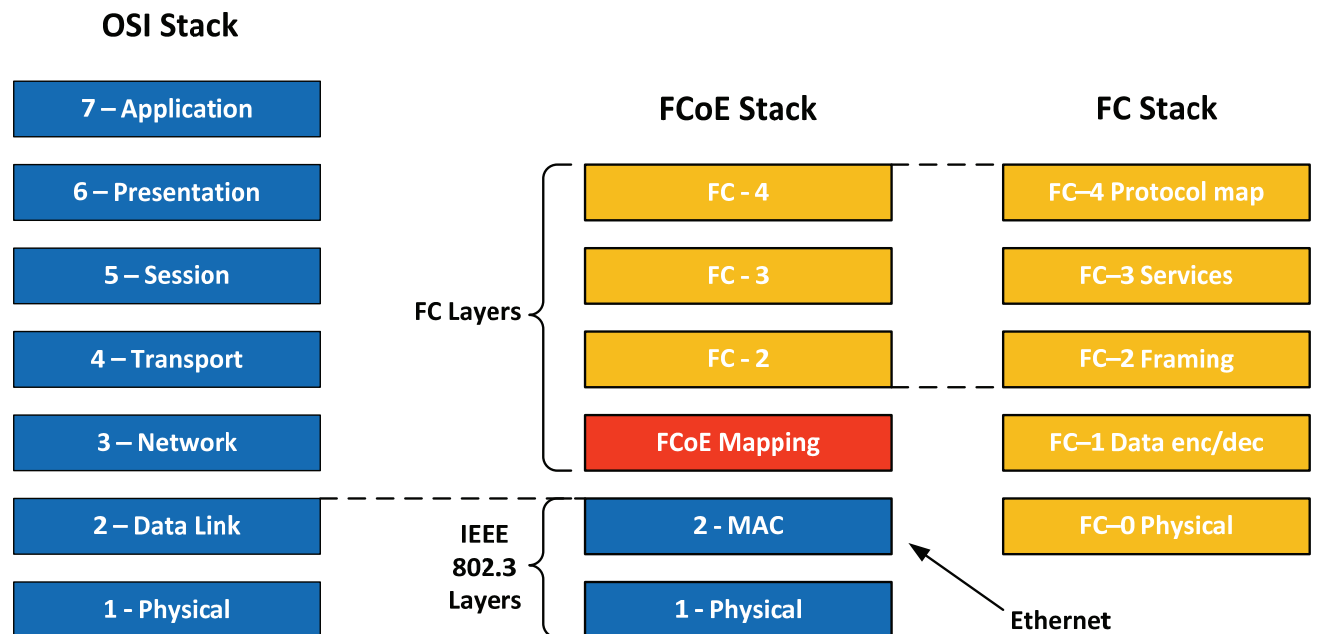 OSI Stack
7 – Application
6 – Presentation
5 – Session
4 – Transport
3 – Network
2 – Data Link
1 - Physical
FCoE Stack
FC Layers
FC - 4
FC - 3
FC - 2
FCoE Mapping
IEEE
802.3
Layers
2 - MAC
1 - Physical
FC Stack
FC–4 Protocol map
FC–3 Services
FC–2 Framing
FC–1 Data enc/dec
FC–0 Physical
Ethernet